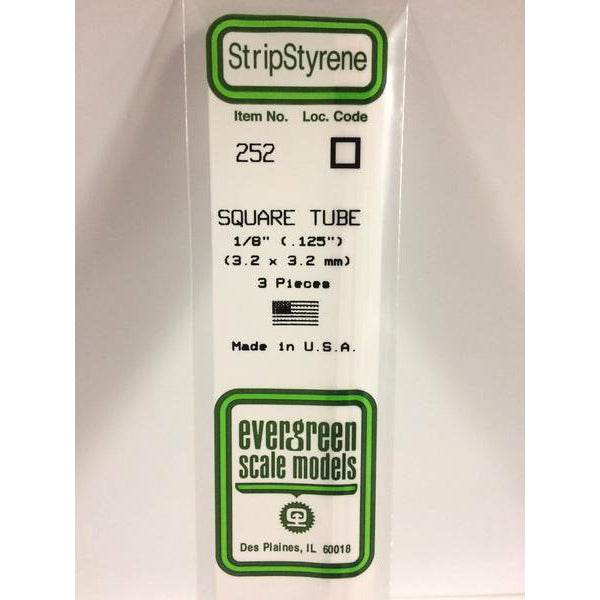 StripStyrene
Item No. Loc. Code
252
SQUARE TUBE
1/8" (.125")
(3.2 x 3.2 mm)
3 Pieces
Made in U.S.A.
evergreen
scale models
Des Plaines, IL 60018